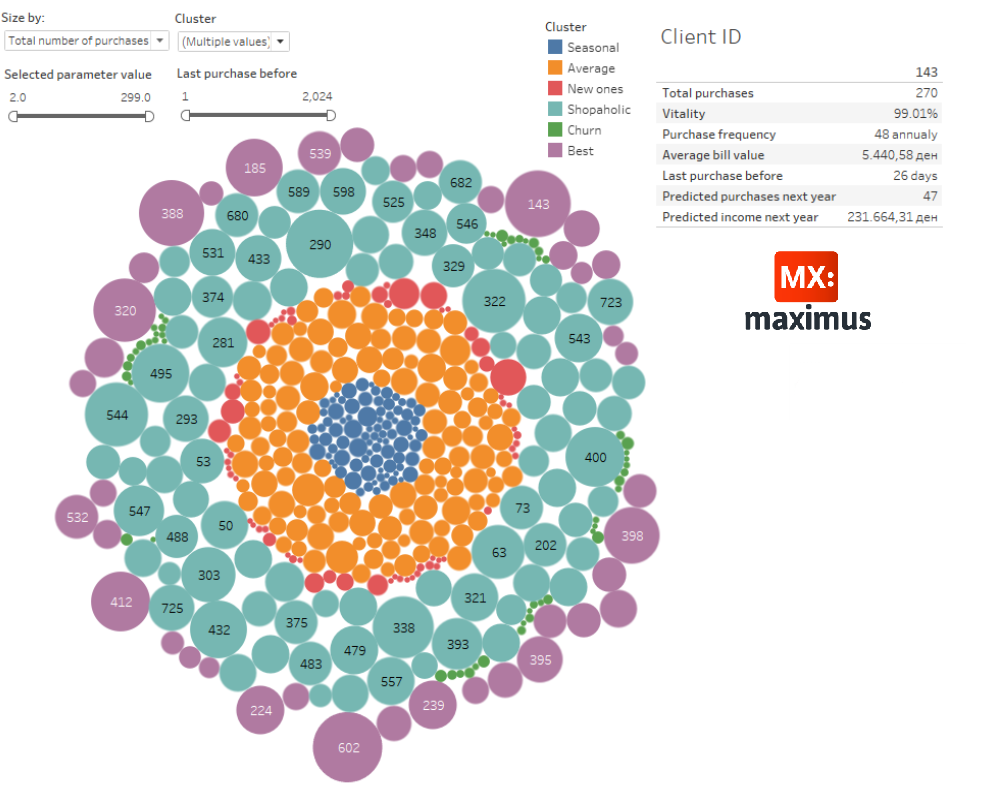 Size by:
Cluster
Total number of purchases
(Multiple values)
Selected parameter value
Last purchase before
2.0
299.0
1
2,024
Cluster
Seasonal
Average
New ones
Shopaholic
Churn
Best
Client ID
143
Total purchases 270
Vitality 99.01%
Purchase frequency 48 annualy
Average bill value 5.440,58 ден
Last purchase before 26 days
Predicted purchases next year 47
Predicted income next year 231.664,31 ден
MX:
maximus
539
185
589
598
682
525
143
388
680
546
290
348
531
433
329
374
322
723
320
281
543
495
544
293
400
53
73
547
532
50
488
398
202
63
303
321
412
725
375
432
338
393
479
483
395
557
239
224
602